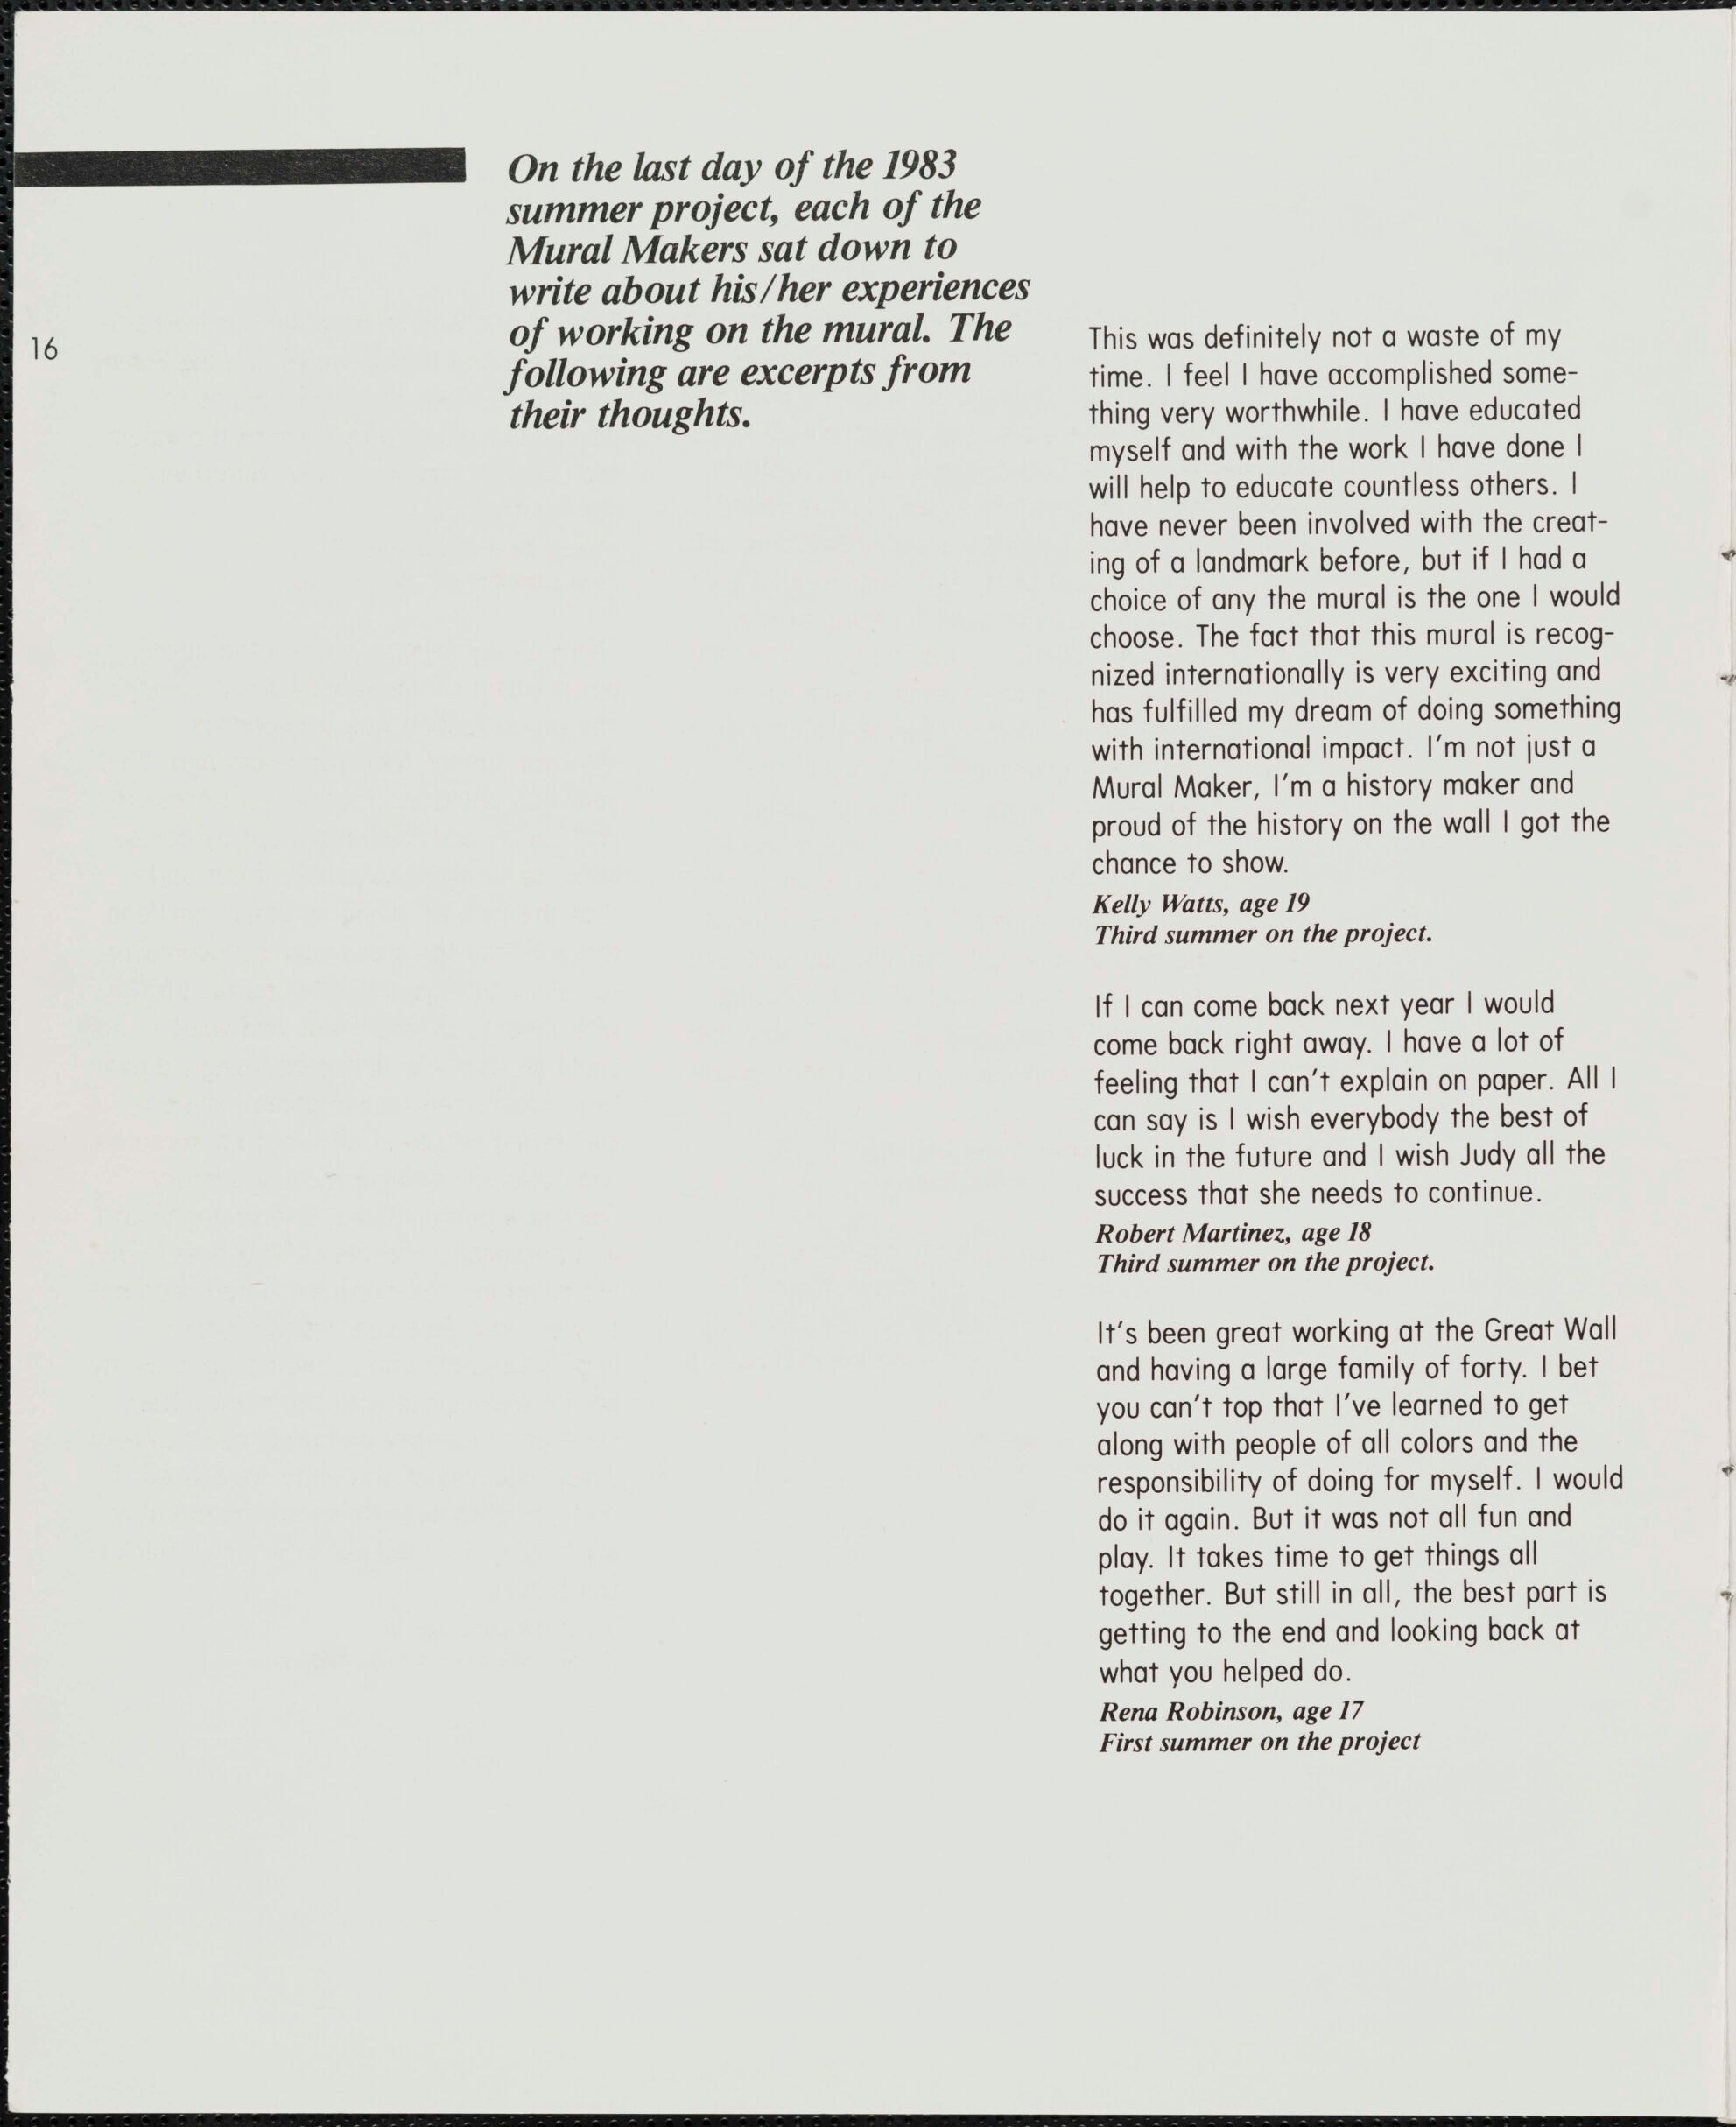 On the last day of the 1983
summer project, each of the
Mural Makers sat down to
write about his/her experiences
of working on the mural. The
following are excerpts from
their thoughts.
16
This was definitely not a waste of my
time. I feel I have accomplished some-
thing very worthwhile. I have educated
myself and with the work I have done I
will help to educate countless others. I
have never been involved with the creat-
ing of a landmark before, but if I had a
choice of any the mural is the one I would
choose. The fact that this mural is recog-
nized internationally is very exciting and
has fulfilled my dream of doing something
with international impact. I'm not just a
Mural Maker, I'm a history maker and
proud of the history on the wall I got the
chance to show.
Kelly Watts, age 19
Third summer on the project.
If I can come back next year I would
come back right away. I have a lot of
feeling that I can't explain on paper. All I
can say is I wish everybody the best of
luck in the future and I wish Judy all the
success that she needs to continue.
Robert Martinez, age 18
Third summer on the project.
It's been great working at the Great Wall
and having a large family of forty. I bet
you can't top that I've learned to get
along with people of all colors and the
responsibility of doing for myself. I would
do it again. But it was not all fun and
play. It takes time to get things all
together. But still in all, the best part is
getting to the end and looking back at
what you helped do.
Rena Robinson, age 17
First summer on the project